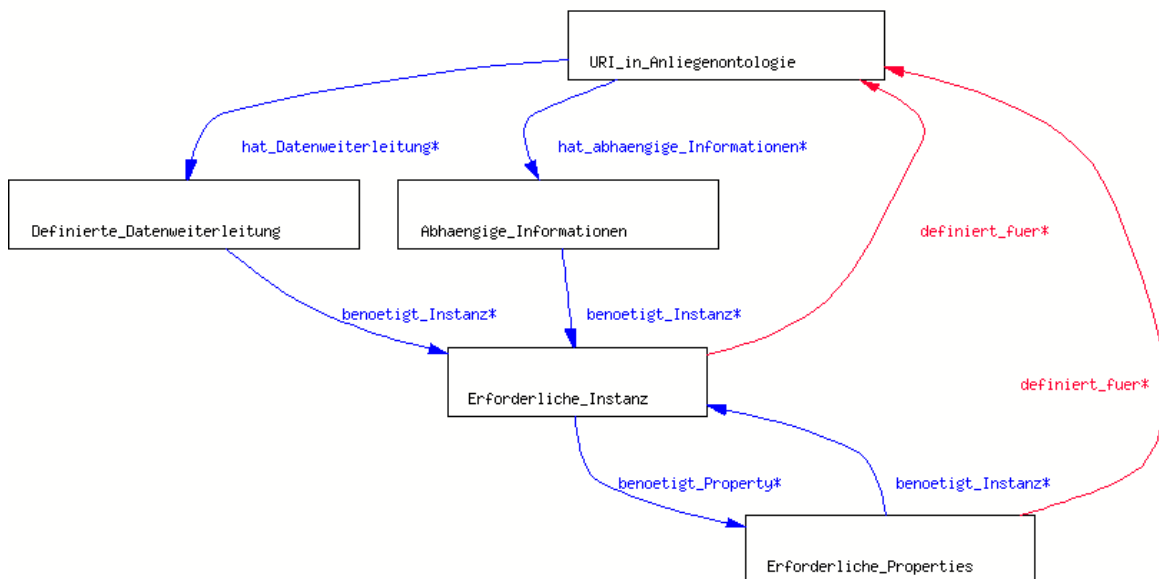 URI_in_Anliegenontologie
hat_Datenweiterleitung*
hat_abhaengige_Informationen*
Definierte_Datenweiterleitung
Abhaengige_Informationen
definiert_fuer*
benoetigt_Instanz*
benoetigt_Instanz*
Erforderliche_Instanz
definiert_fuer*
benoetigt_Property*
benoetigt_Instanz*
Erforderliche_Properties